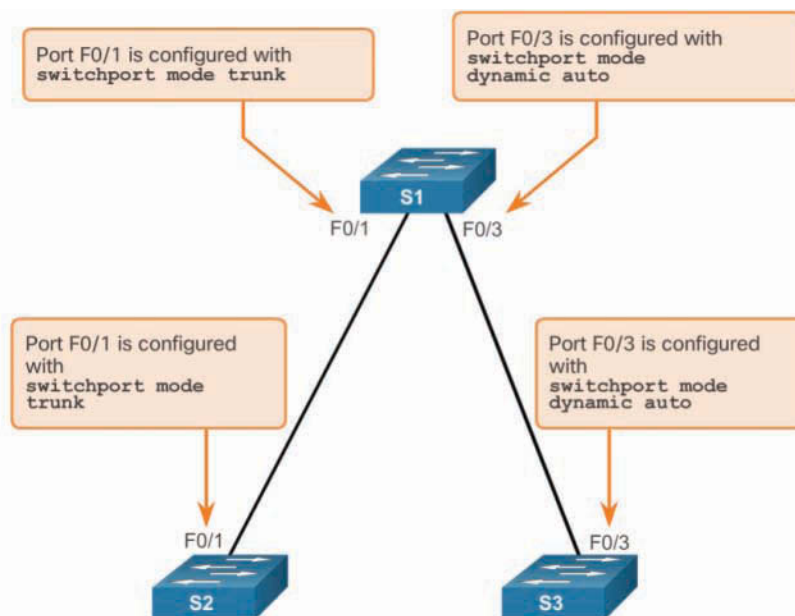 Port F0/1 is configured with
switchport mode trunk
Port F0/3 is configured with
switchport mode
dynamic auto
S1
F0/1
F0/3
Port F0/1 is configured
with
switchport mode
trunk
Port F0/3 is configured
with
switchport mode
dynamic auto
F0/1
F0/3
S2
S3